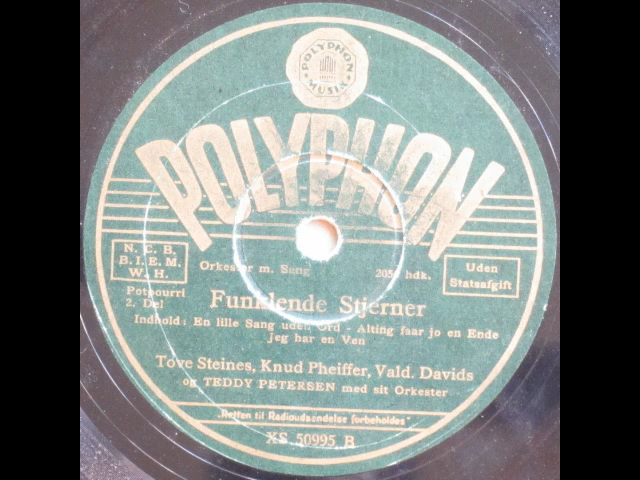 POLYPHON
MUSIK
POLYPHON
N. C. B.
B. I. E. M.
W. H.
Orkester m. Sang
hdk.
Uden
Statsafgift
Potpourri
2. Del
Funklende Stjerner
Indhold: En lille Sang uden Ord - Alting faar jo en Ende
Jeg har en Ven
Tove Steines, Knud Pheiffer, Vald. Davids
og TEDDY PETERSEN med sit Orkester
"Retten til Radioudsendelse forbeholdes"
XS 50995 B